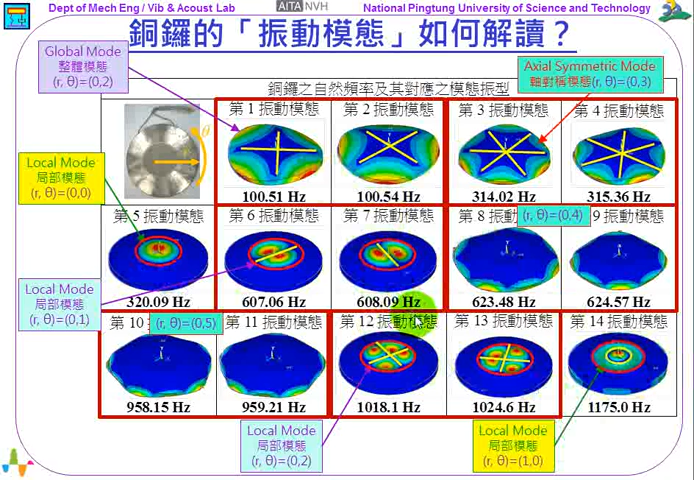 Dept of Mech Eng / Vib & Acoust Lab
AITA NVH
National Pingtung University of Science and Technology
銅鑼的「振動模態」如何解讀？
Global Mode
整體模態
(r, θ)=(0,2)
Axial Symmetric Mode
軸對稱模態(r, θ)=(0,3)
銅鑼之自然頻率及其對應之模態振型
θ
第 1 振動模態
第 2 振動模態
第 3 振動模態
第 4 振動模態
100.51 Hz
100.54 Hz
314.02 Hz
315.36 Hz
Local Mode
局部模態
(r, θ)=(0,0)
第 5 振動模態
第 6 振動模態
第 7 振動模態
第 8 振
(r, θ)=(0,4)
9 振動模態
320.09 Hz
607.06 Hz
608.09 Hz
623.48 Hz
624.57 Hz
Local Mode
局部模態
(r, θ)=(0,1)
第 10
(r, θ)=(0,5)
第 11 振動模態
第 12 振動模態
第 13 振動模態
第 14 振動模態
958.15 Hz
959.21 Hz
1018.1 Hz
1024.6 Hz
1175.0 Hz
Local Mode
局部模態
(r, θ)=(0,2)
Local Mode
局部模態
(r, θ)=(1,0)